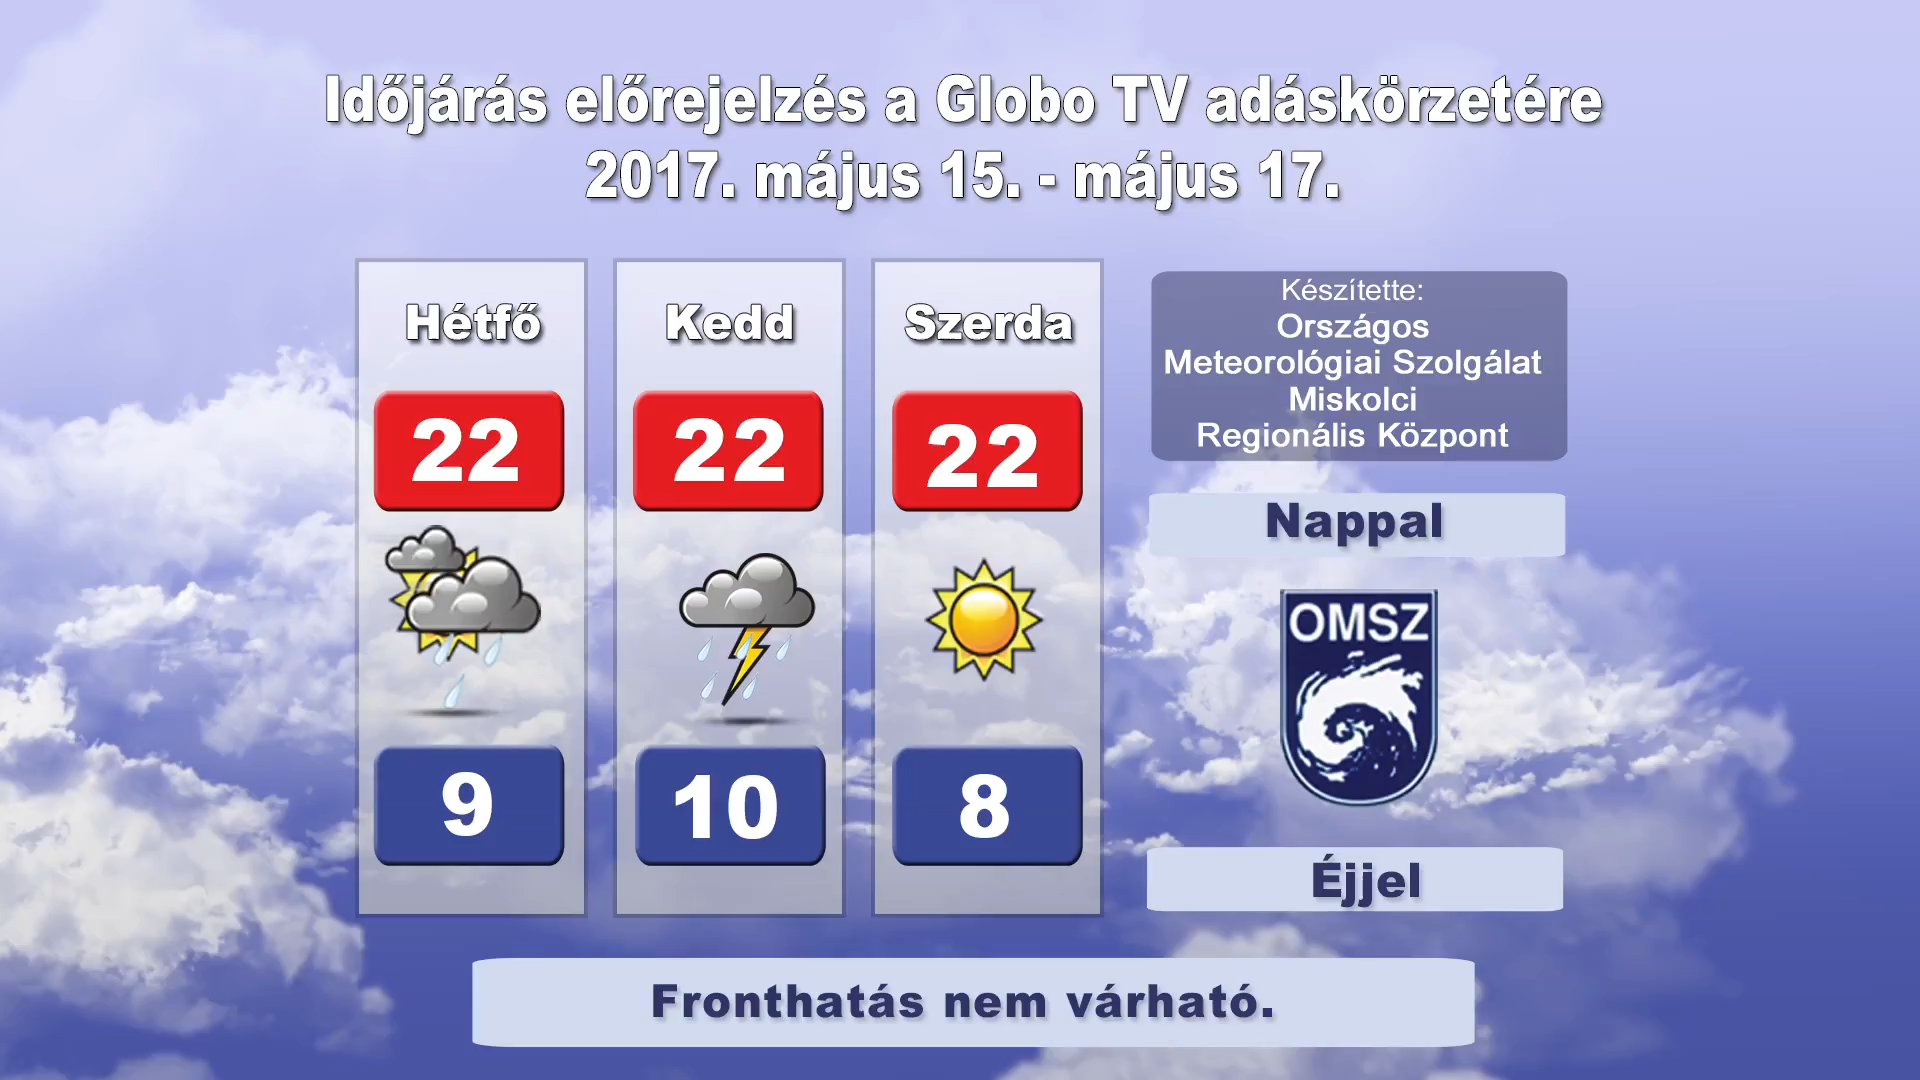 Időjárás előrejelzés a Globo TV adáskörzetére
2017. május 15. - május 17.
Hétfő
Kedd
Szerda
22
22
22
9
10
8
Készítette:
Országos
Meteorológiai Szolgálat
Miskolci
Regionális Központ
Nappal
OMSZ
Éjjel
Fronthatás nem várható.